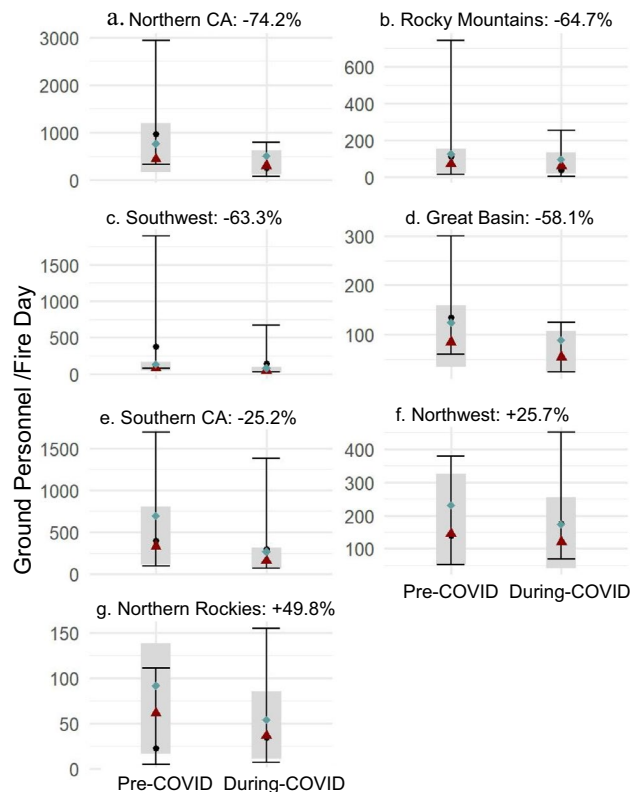 a. Northern CA: -74.2%
3000
2000
1000
0
b. Rocky Mountains: -64.7%
600
400
200
0
c. Southwest: -63.3%
1500
1000
500
0
d. Great Basin: -58.1%
300
200
100
e. Southern CA: -25.2%
1500
1000
500
0
f. Northwest: +25.7%
400
300
200
100
Pre-COVID During-COVID
g. Northern Rockies: +49.8%
150
100
50
0
Pre-COVID During-COVID
Ground Personnel /Fire Day